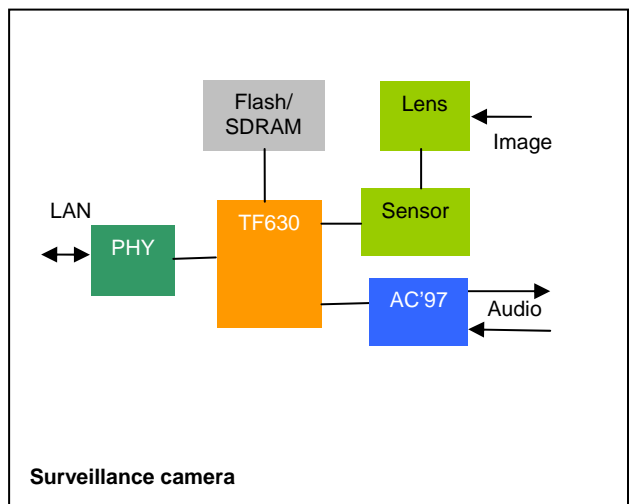 Flash/
SDRAM
Lens
Image
LAN
TF630
Sensor
PHY
AC’97
Audio
Surveillance camera